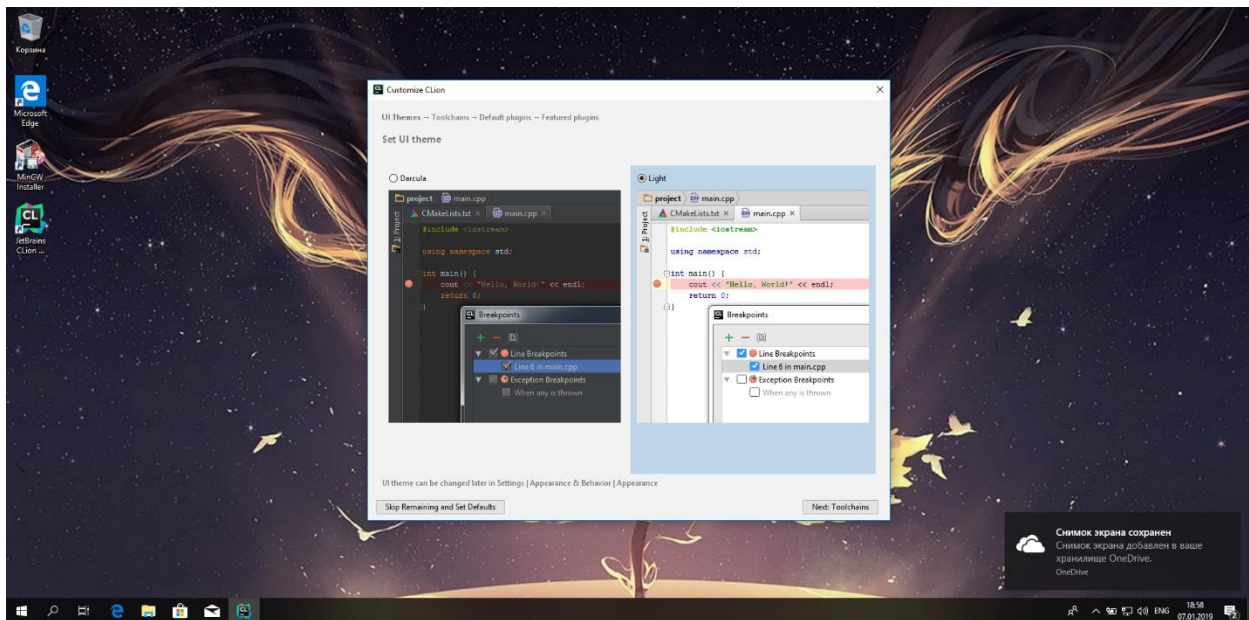 Корзина
Microsoft
Edge
MinGW
Installer
JetBrains
CLion ...
Customize CLion
UI Themes → Toolchains → Default plugins → Featured plugins
Set UI theme
Darcula
project main.cpp
CMakeLists.txt × main.cpp ×
1: Project
#include <iostream>
using namespace std;
int main() {
cout << "Hello, World!" << endl;
return 0;
}
Breakpoints
Line Breakpoints
Line 6 in main.cpp
Exception Breakpoints
When any is thrown
Light
project main.cpp
CMakeLists.txt × main.cpp ×
1: Project
#include <iostream>
using namespace std;
int main() {
cout << "Hello, World!" << endl;
return 0;
}
Breakpoints
Line Breakpoints
Line 6 in main.cpp
Exception Breakpoints
When any is thrown
UI theme can be changed later in Settings | Appearance & Behavior | Appearance
Skip Remaining and Set Defaults
Next: Toolchains
Снимок экрана сохранен
Снимок экрана добавлен в ваше
хранилище OneDrive.
OneDrive
ENG
18:58
07.01.2019
2